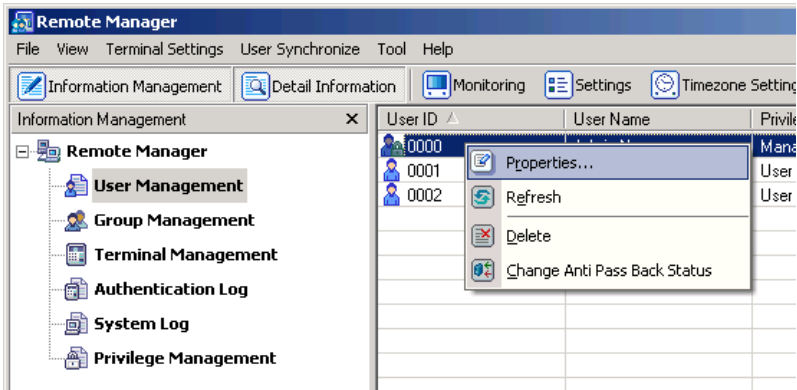 Remote Manager
File View Terminal Settings User Synchronize Tool Help
Information Management Detail Information Monitoring Settings Timezone Setting
Information Management
User ID User Name Privile
Remote Manager
User Management
Group Management
Terminal Management
Authentication Log
System Log
Privilege Management
0000 Mana
0001 User
0002 User
Properties...
Refresh
Delete
Change Anti Pass Back Status